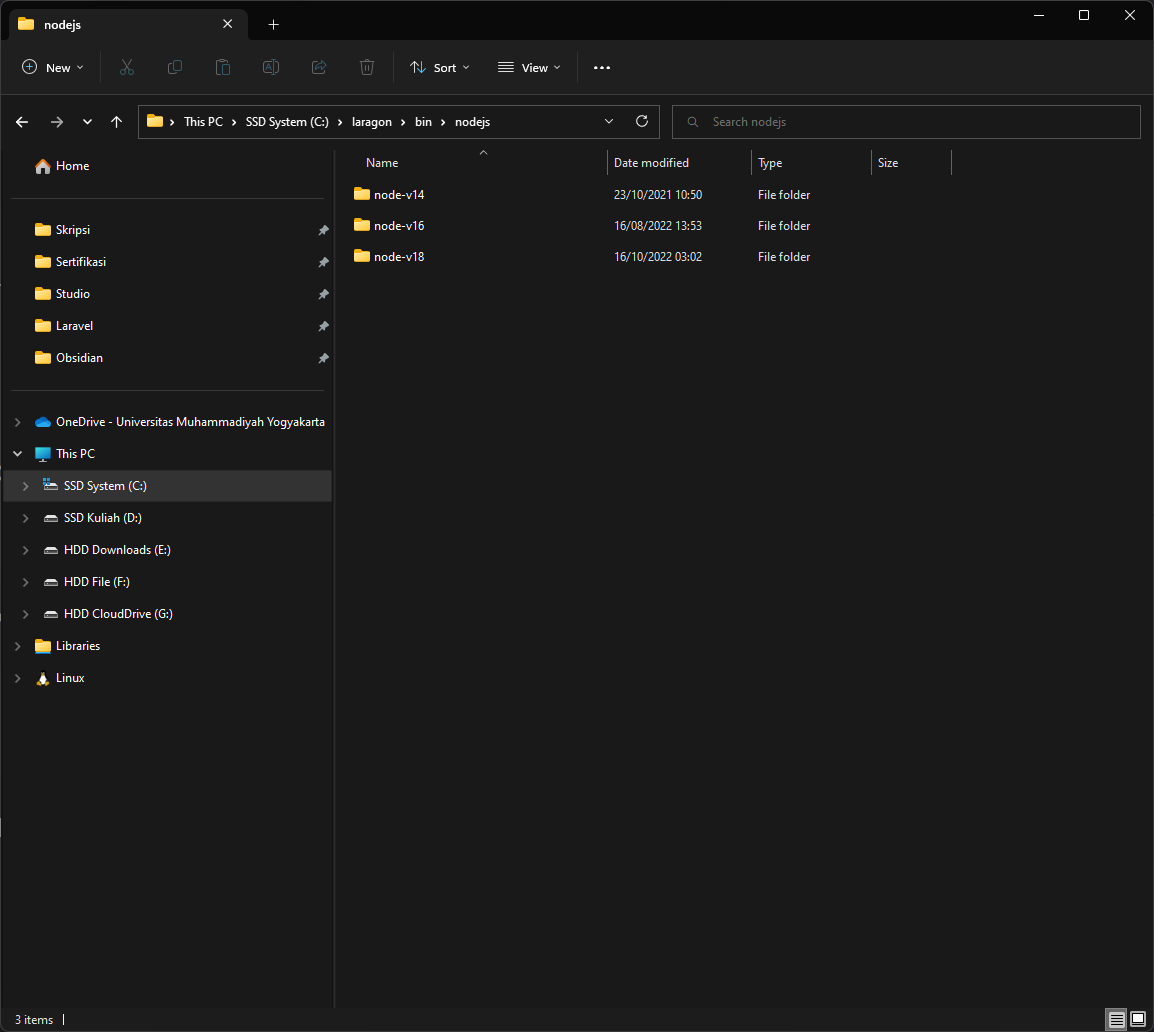 nodejs
New
Sort
View
This PC > SSD System (C:) > laragon > bin > nodejs
Search nodejs
Home
Skripsi
Sertifikasi
Studio
Laravel
Obsidian
OneDrive - Universitas Muhammadiyah Yogyakarta
This PC
SSD System (C:)
SSD Kuliah (D:)
HDD Downloads (E:)
HDD File (F:)
HDD CloudDrive (G:)
Libraries
Linux
Name Date modified Type Size
node-v14 23/10/2021 10:50 File folder
node-v16 16/08/2022 13:53 File folder
node-v18 16/10/2022 03:02 File folder
3 items